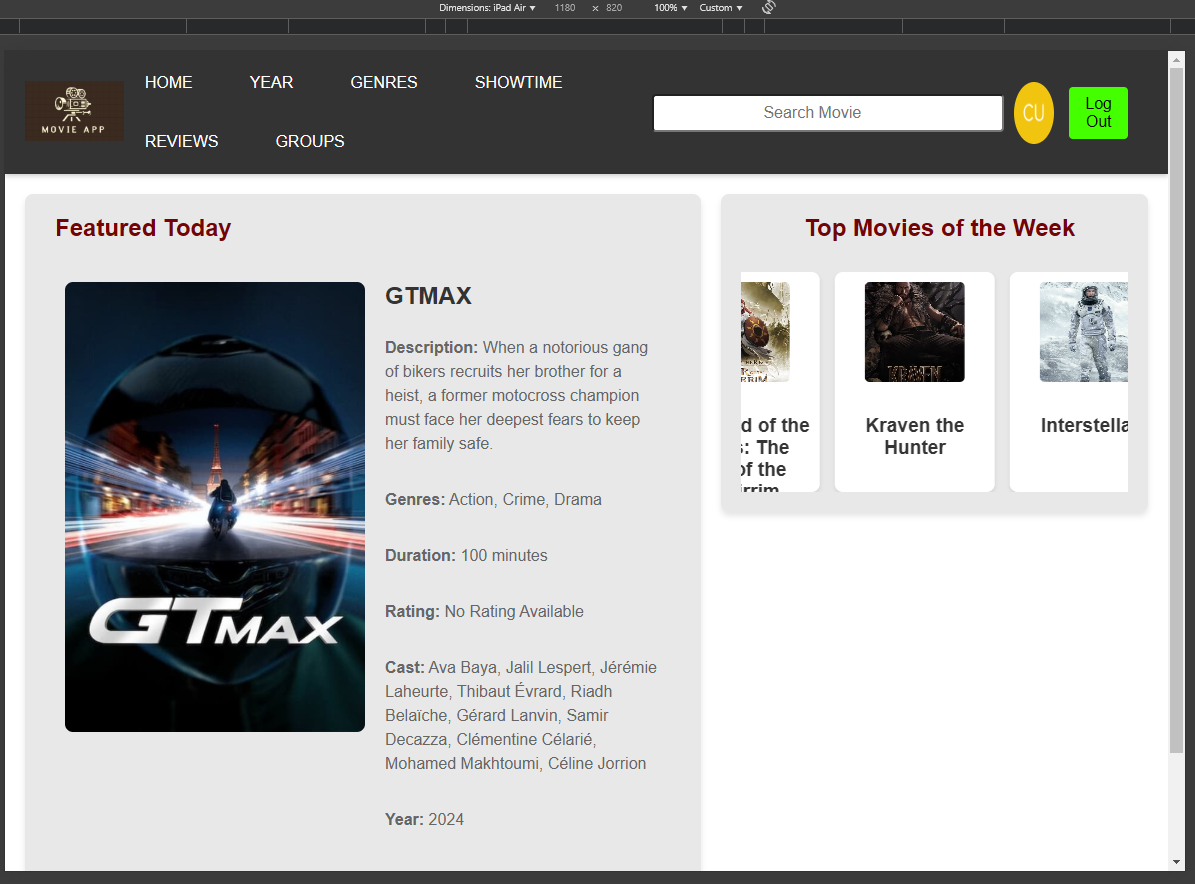 Dimensions: iPad Air ▼ 1180 × 820 100% ▼ Custom ▼
HOME YEAR GENRES SHOWTIME
REVIEWS GROUPS
MOVIE APP
Search Movie
CU
Log
Out
Featured Today
GTMAX
GTMAX
Description: When a notorious gang
of bikers recruits her brother for a
heist, a former motocross champion
must face her deepest fears to keep
her family safe.
Genres: Action, Crime, Drama
Duration: 100 minutes
Rating: No Rating Available
Cast: Ava Baya, Jalil Lespert, Jérémie
Laheurte, Thibaut Évrard, Riadh
Belaïche, Gérard Lanvin, Samir
Decazza, Clémentine Célarié,
Mohamed Makhtoumi, Céline Jorrion
Year: 2024
Top Movies of the Week
d of the
s: The
of the
irrim
KRAVEN
Kraven the
Hunter
Interstella